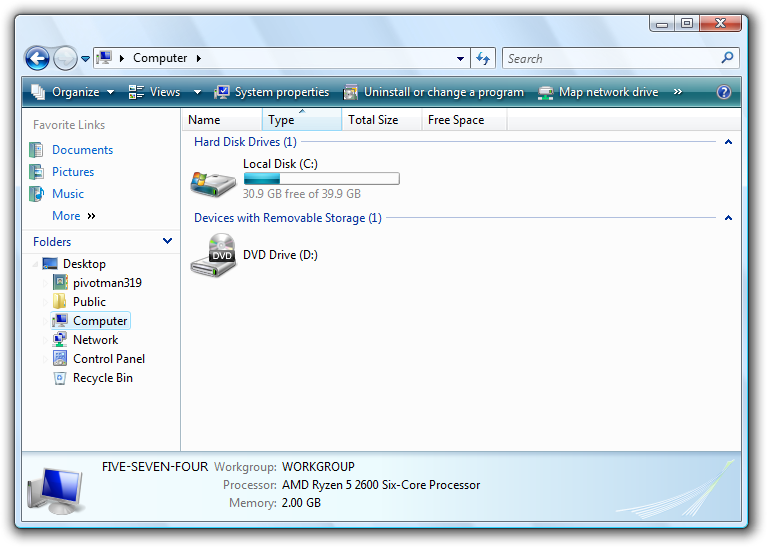 Computer
Search
Organize Views System properties Uninstall or change a program Map network drive »
Favorite Links
Documents
Pictures
Music
More »
Folders
Desktop
pivotman319
Public
Computer
Network
Control Panel
Recycle Bin
Name Type Total Size Free Space
Hard Disk Drives (1)
Local Disk (C:)
30.9 GB free of 39.9 GB
Devices with Removable Storage (1)
DVD
DVD Drive (D:)
FIVE-SEVEN-FOUR Workgroup: WORKGROUP
Processor: AMD Ryzen 5 2600 Six-Core Processor
Memory: 2.00 GB